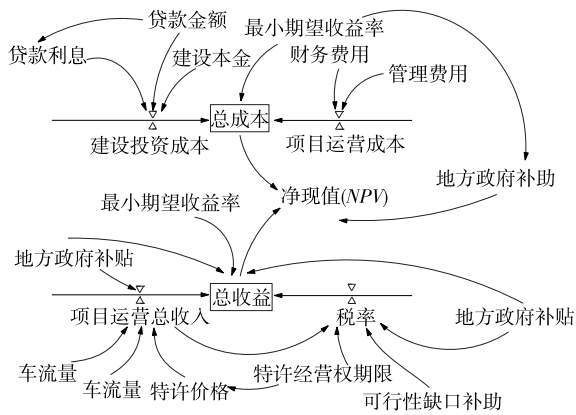 贷款金额
最小期望收益率
贷款利息
建设本金
财务费用
管理费用
总成本
建设投资成本
项目运营成本
地方政府补助
净现值(NPV)
最小期望收益率
地方政府补贴
总收益
项目运营总收入
税率
地方政府补贴
车流量
车流量
特许价格
特许经营权期限
可行性缺口补助